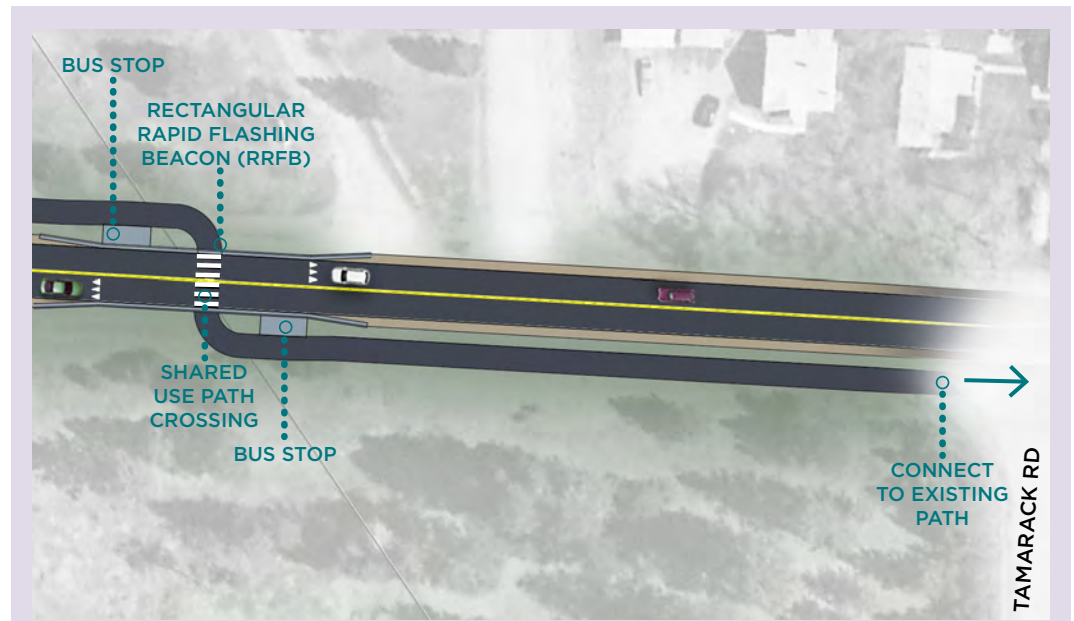 BUS STOP
RECTANGULAR
RAPID FLASHING
BEACON (RRFB)
SHARED
USE PATH
CROSSING
BUS STOP
CONNECT
TO EXISTING
PATH
TAMARACK RD